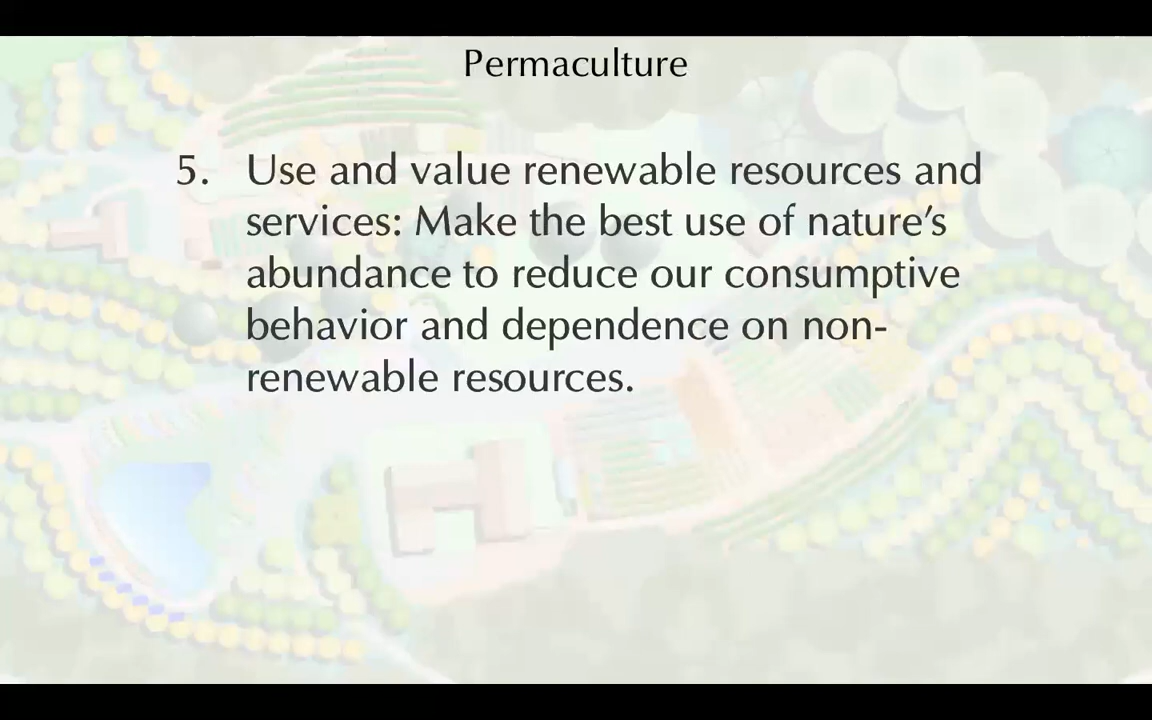 Permaculture
5. Use and value renewable resources and
services: Make the best use of nature’s
abundance to reduce our consumptive
behavior and dependence on non-
renewable resources.